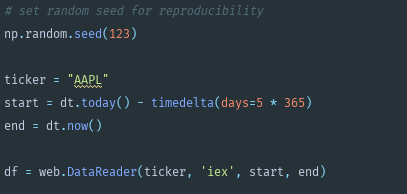 # set random seed for reproducibility
np.random.seed(123)
ticker = "AAPL"
start = dt.today() - timedelta(days=5 * 365)
end = dt.now()
df = web.DataReader(ticker, 'iex', start, end)